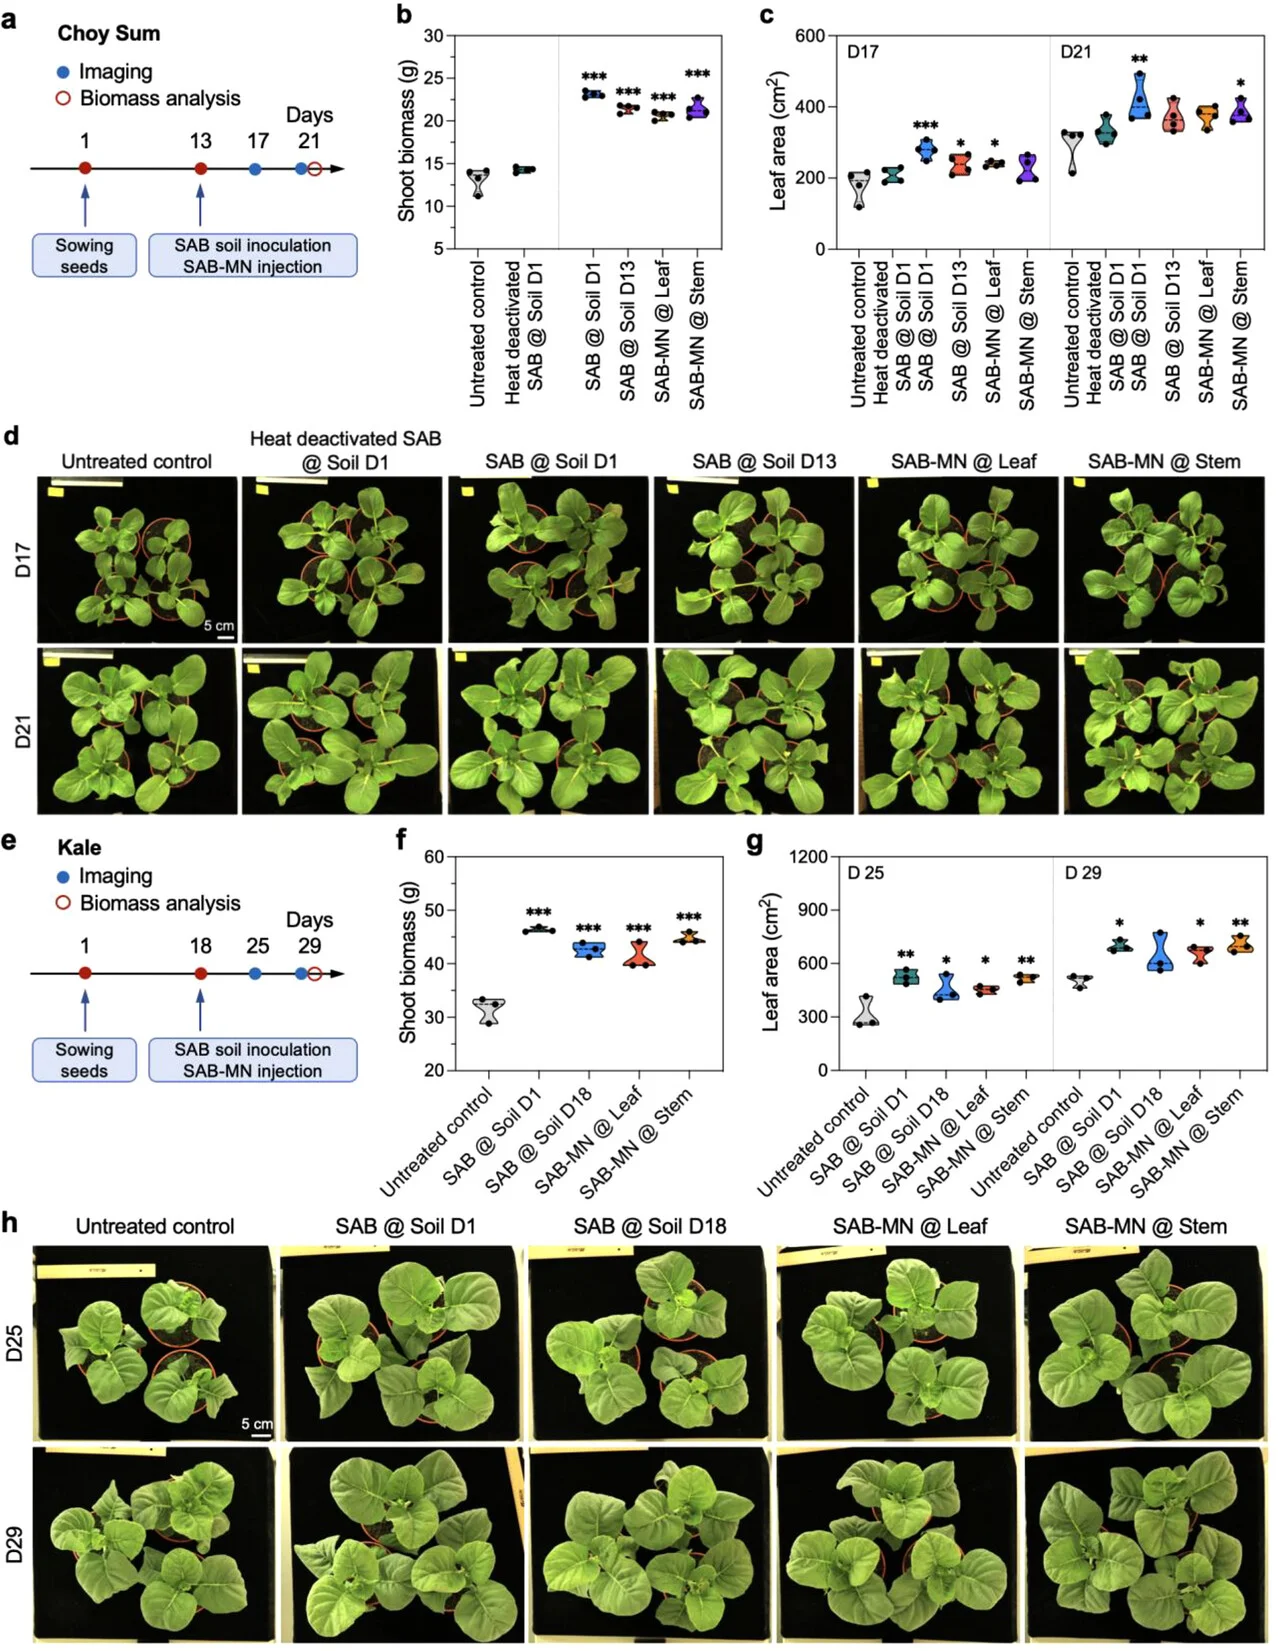 a
Choy Sum
Imaging
Biomass analysis
Days
1 13 17 21
Sowing
seeds
SAB soil inoculation
SAB-MN injection
b
Shoot biomass (g)
30
25
20
15
10
5
***
***
***
***
Untreated control
Heat deactivated
SAB @ Soil D1
SAB @ Soil D1
SAB @ Soil D13
SAB-MN @ Leaf
SAB-MN @ Stem
c
Leaf area (cm2)
600
400
200
0
D17
***
*
*
D21
**
*
Untreated control
Heat deactivated
SAB @ Soil D1
SAB @ Soil D1
SAB @ Soil D13
SAB-MN @ Leaf
SAB-MN @ Stem
Untreated control
Heat deactivated
SAB @ Soil D1
SAB @ Soil D1
SAB @ Soil D13
SAB-MN @ Leaf
SAB-MN @ Stem
d
Untreated control
Heat deactivated SAB
@ Soil D1
SAB @ Soil D1
SAB @ Soil D13
SAB-MN @ Leaf
SAB-MN @ Stem
D17
5 cm
D21
e
Kale
Imaging
Biomass analysis
Days
1 18 25 29
Sowing
seeds
SAB soil inoculation
SAB-MN injection
f
Shoot biomass (g)
60
50
40
30
20
***
***
***
***
Untreated control
SAB @ Soil D1
SAB @ Soil D18
SAB-MN @ Leaf
SAB-MN @ Stem
g
Leaf area (cm2)
1200
900
600
300
0
D 25
**
*
*
**
D 29
*
*
**
Untreated control
SAB @ Soil D1
SAB @ Soil D18
SAB-MN @ Leaf
SAB-MN @ Stem
Untreated control
SAB @ Soil D1
SAB @ Soil D18
SAB-MN @ Leaf
SAB-MN @ Stem
h
Untreated control
SAB @ Soil D1
SAB @ Soil D18
SAB-MN @ Leaf
SAB-MN @ Stem
D25
5 cm
D29